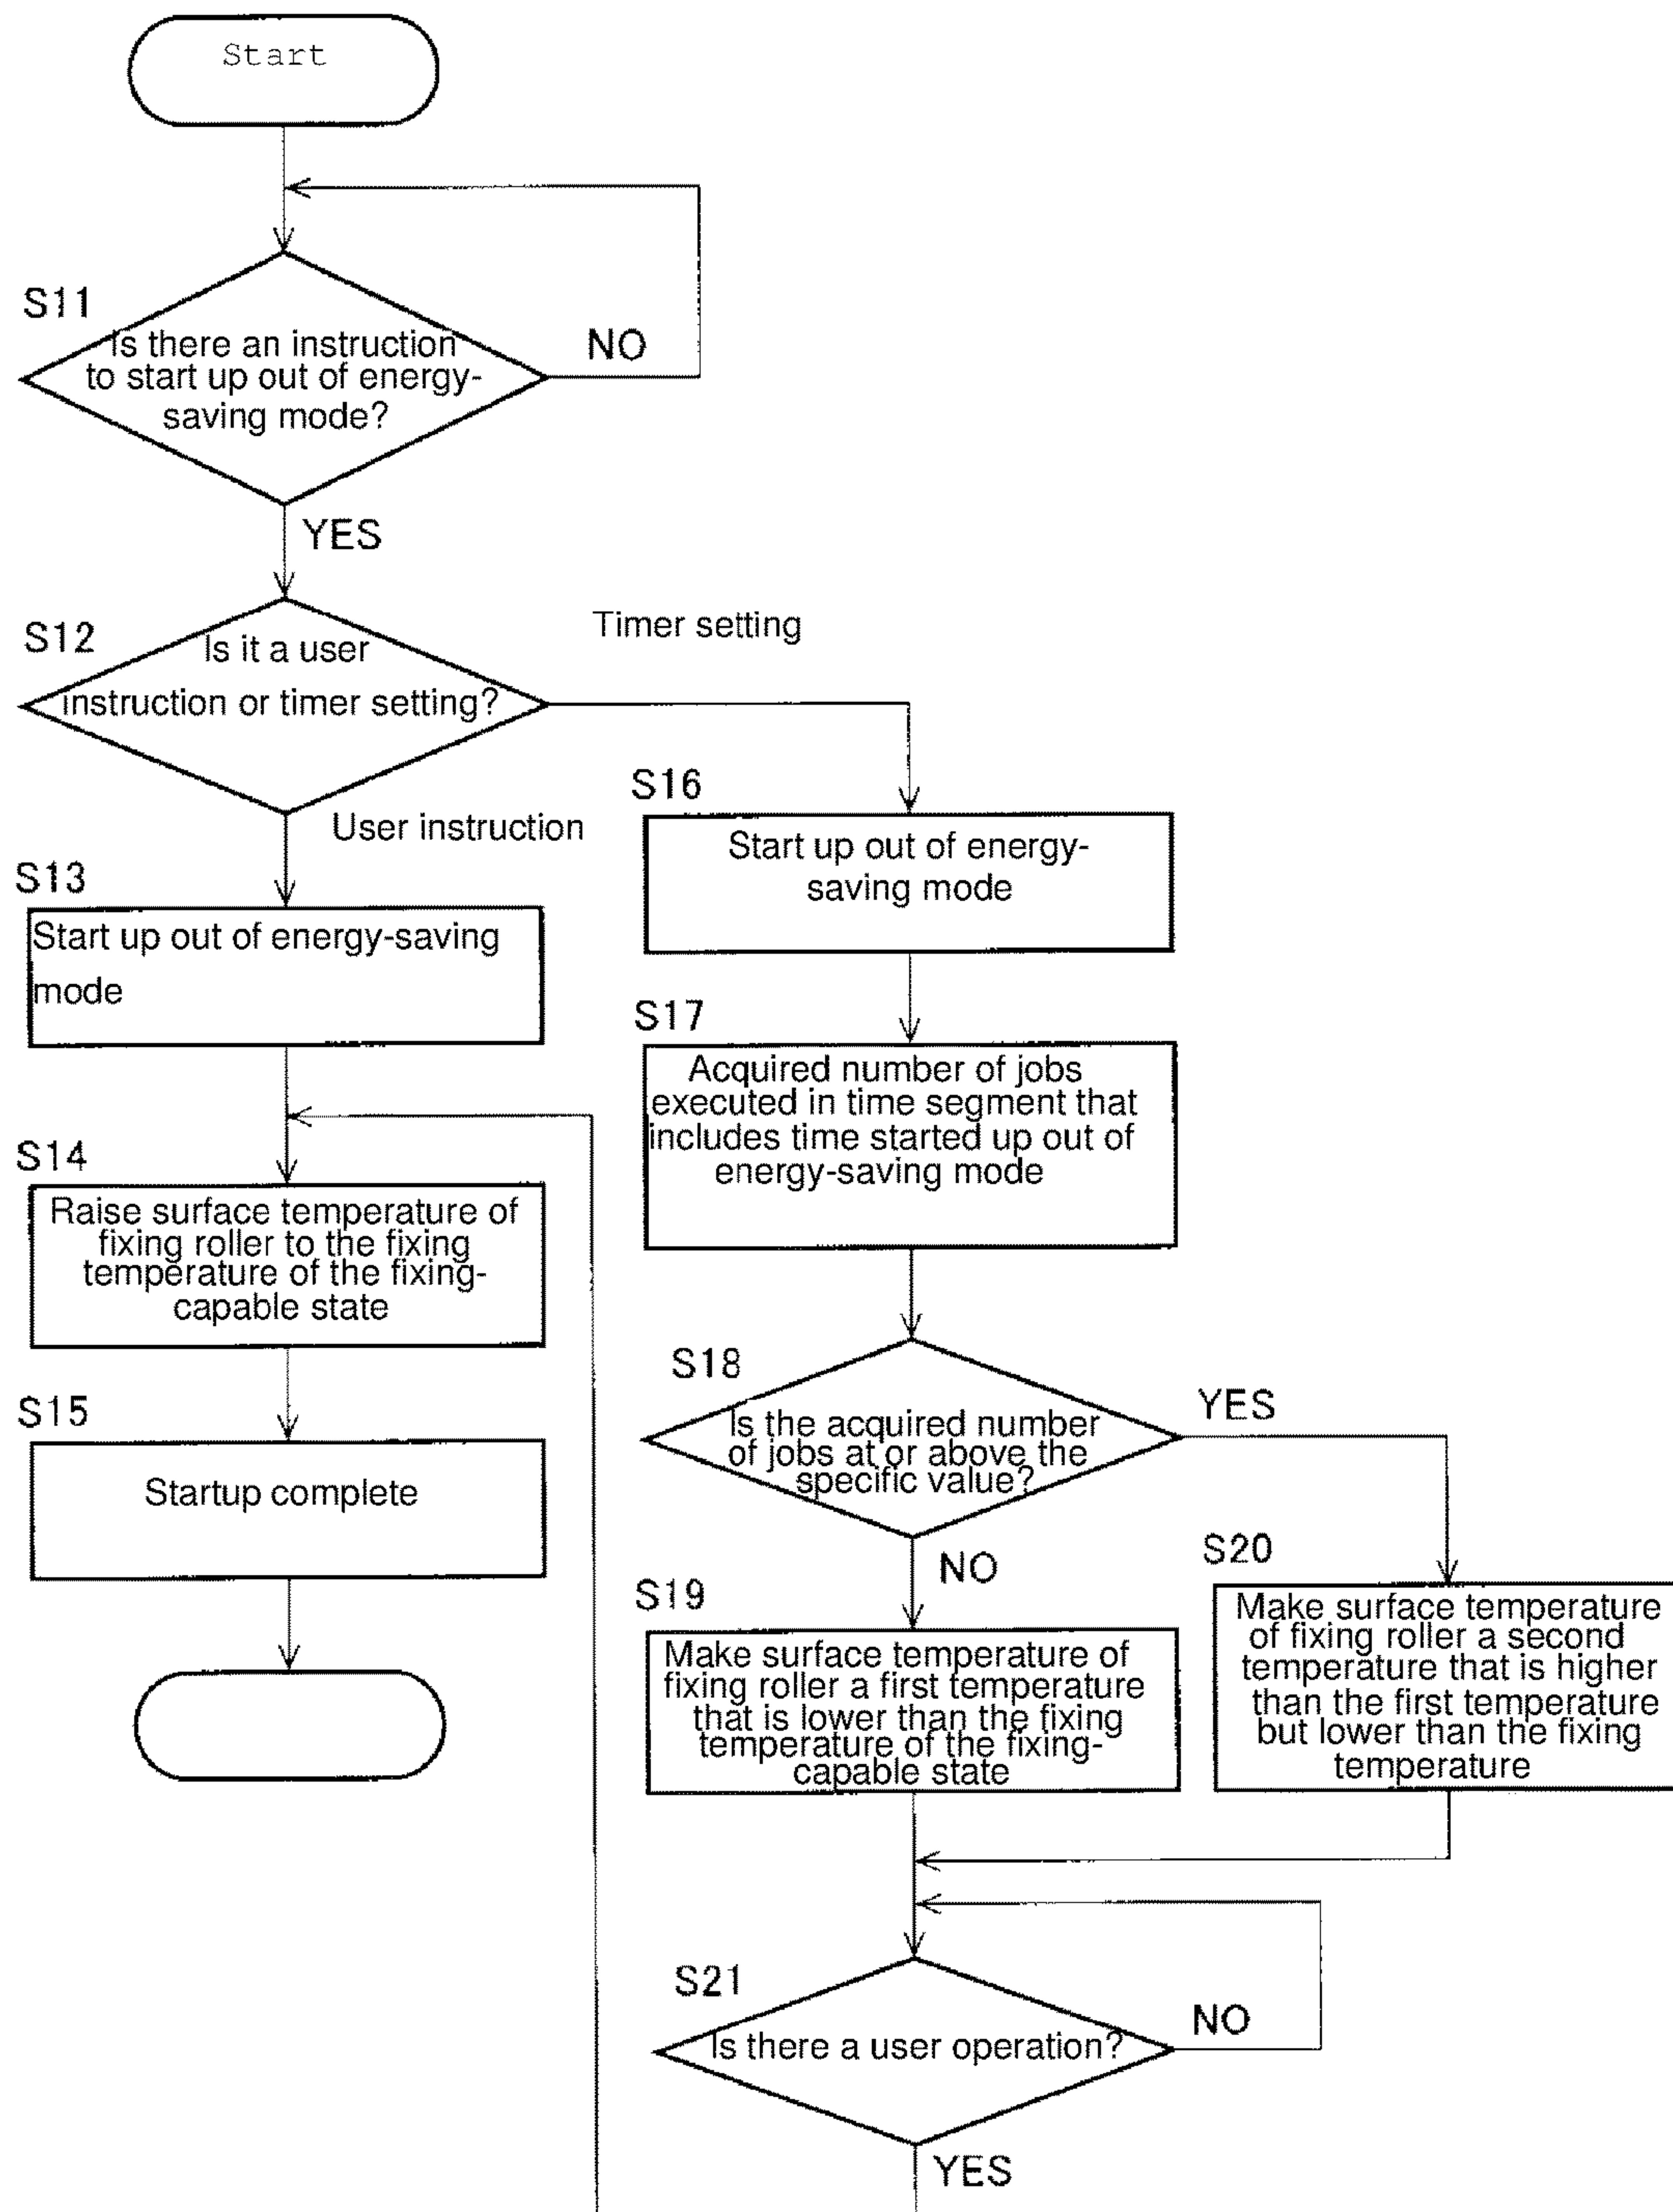 Start
S11
Is there an instruction
to start up out of energy-
saving mode?
NO
YES
S12
Is it a user
instruction or timer setting?
Timer setting
User instruction
S13
Start up out of energy-saving
mode
S14
Raise surface temperature of
fixing roller to the fixing
temperature of the fixing-
capable state
S15
Startup complete
S16
Start up out of energy-
saving mode
S17
Acquired number of jobs
executed in time segment that
includes time started up out of
energy-saving mode
S18
Is the acquired number
of jobs at or above the
specific value?
YES
NO
S19
Make surface temperature of
fixing roller a first temperature
that is lower than the fixing
temperature of the fixing-
capable state
S20
Make surface temperature
of fixing roller a second
temperature that is higher
than the first temperature
but lower than the fixing
temperature
S21
Is there a user operation?
NO
YES